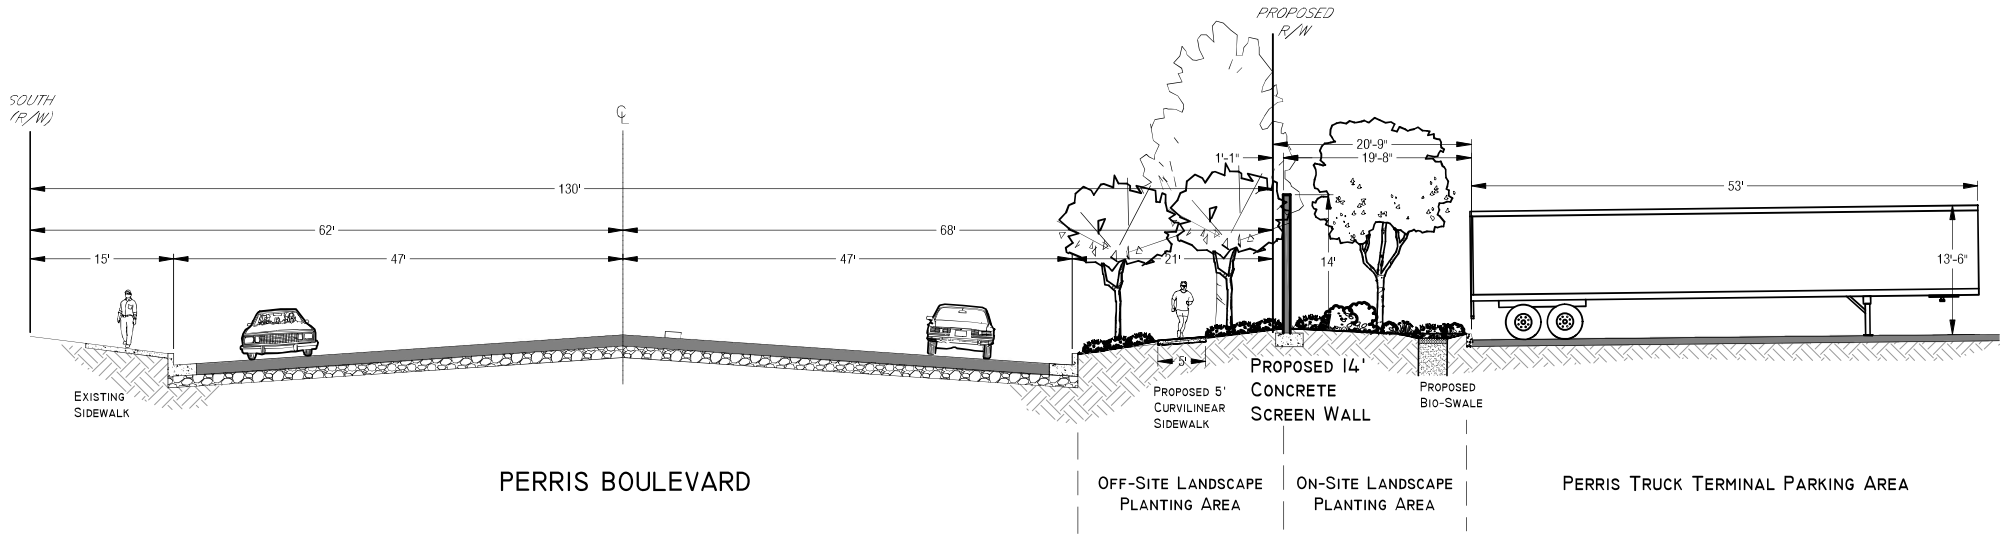 PROPOSED
R/W
SOUTH
(R/W)
CL
20'-9"
1'-1"
19'-8"
130'
53'
62'
68'
15'
47'
47'
21'
14'
13'-6"
5'
EXISTING
SIDEWALK
PROPOSED 5'
CURVILINEAR
SIDEWALK
PROPOSED 14'
CONCRETE
SCREEN WALL
PROPOSED
BIO-SWALE
PERRIS BOULEVARD
OFF-SITE LANDSCAPE
PLANTING AREA
ON-SITE LANDSCAPE
PLANTING AREA
PERRIS TRUCK TERMINAL PARKING AREA